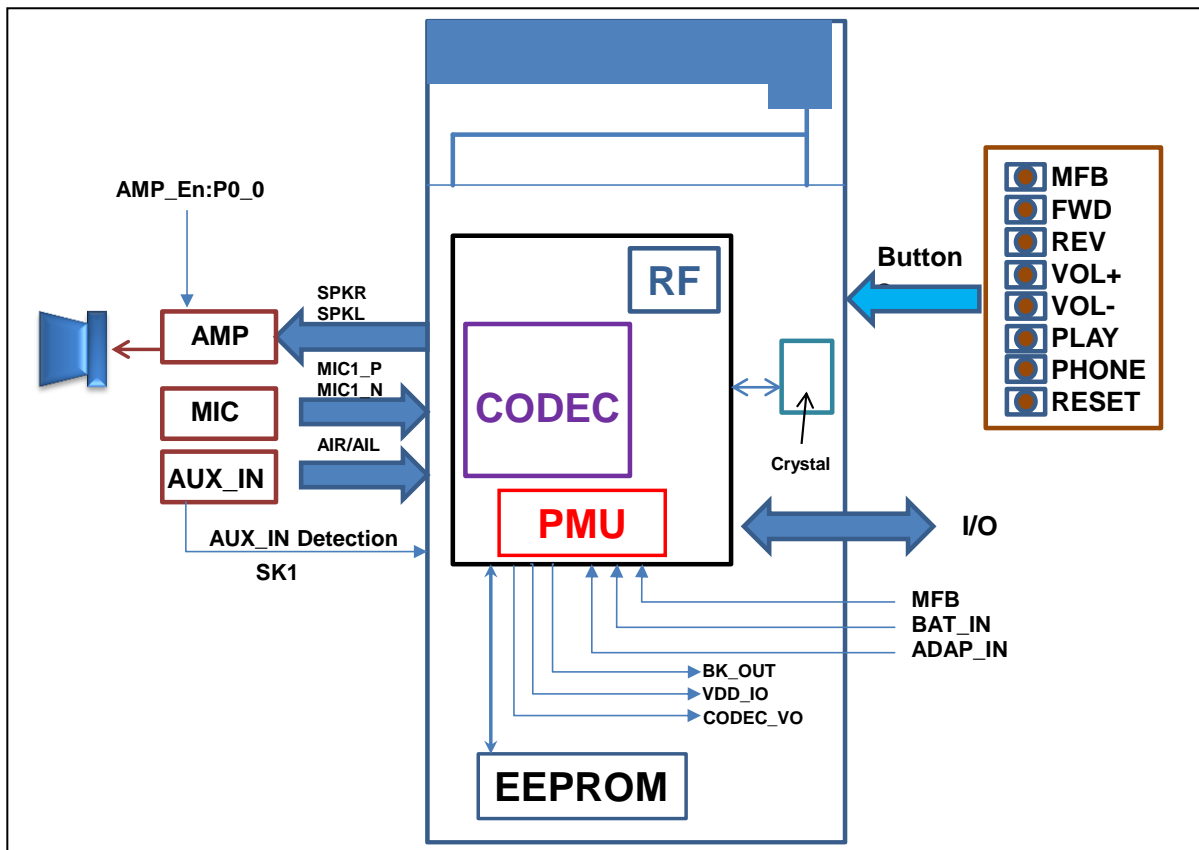 AMP_En:P0_0
SPKR
SPKL
AMP
MIC1_P
MIC1_N
MIC
AIR/AIL
AUX_IN
AUX_IN Detection
SK1
RF
CODEC
PMU
Crystal
Button
MFB
FWD
REV
VOL+
VOL-
PLAY
PHONE
RESET
I/O
MFB
BAT_IN
ADAP_IN
BK_OUT
VDD_IO
CODEC_VO
EEPROM